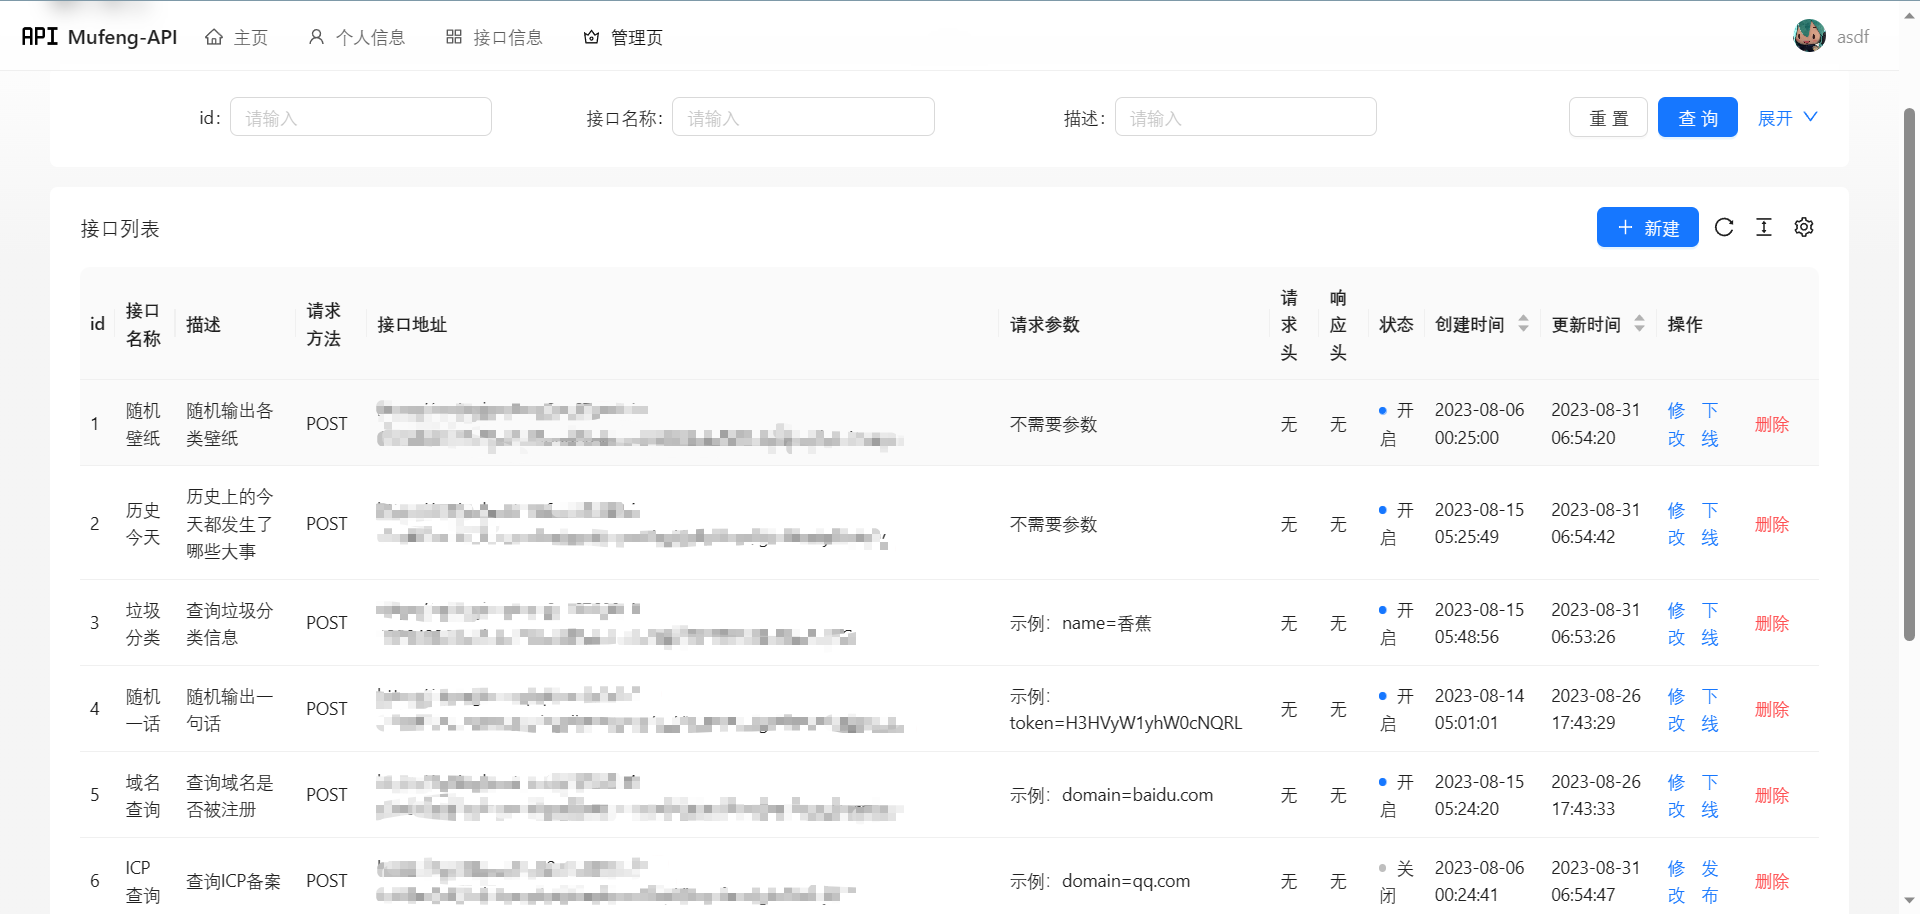 API Mufeng-API 主页 个人信息 接口信息 管理页 asdf
id: 请输入 接口名称: 请输入 描述: 请输入 重 置 查 询 展开
接口列表 + 新建
id 接口名称 描述 请求方法 接口地址 请求参数 请求头 响应头 状态 创建时间 更新时间 操作
1 随机壁纸 随机输出各类壁纸 POST 不需要参数 无 无 开启 2023-08-06 00:25:00 2023-08-31 06:54:20 修改 下线 删除
2 历史今天 历史上的今天都发生了哪些大事 POST 不需要参数 无 无 开启 2023-08-15 05:25:49 2023-08-31 06:54:42 修改 下线 删除
3 垃圾分类 查询垃圾分类信息 POST 示例：name=香蕉 无 无 开启 2023-08-15 05:48:56 2023-08-31 06:53:26 修改 下线 删除
4 随机一话 随机输出一句话 POST 示例：token=H3HVyW1yhW0cNQRL 无 无 开启 2023-08-14 05:01:01 2023-08-26 17:43:29 修改 下线 删除
5 域名查询 查询域名是否被注册 POST 示例：domain=baidu.com 无 无 开启 2023-08-15 05:24:20 2023-08-26 17:43:33 修改 下线 删除
6 ICP查询 查询ICP备案 POST 示例：domain=qq.com 无 无 关闭 2023-08-06 00:24:41 2023-08-31 06:54:47 修改 发布 删除